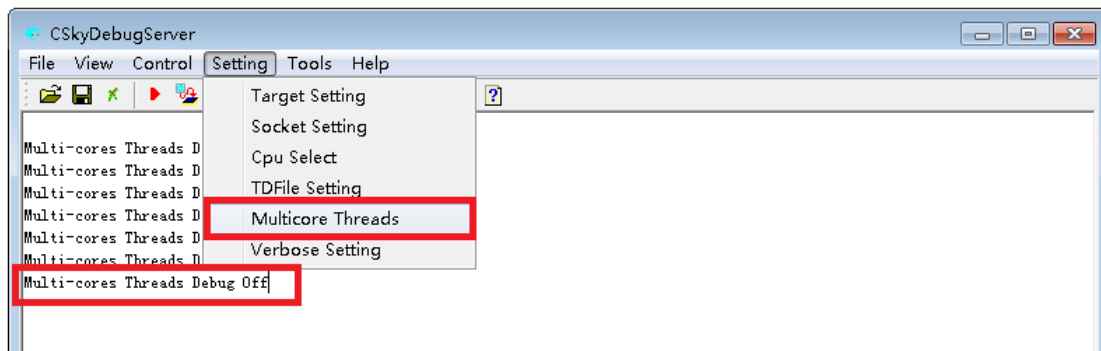 CSkyDebugServer
File View Control Setting Tools Help
Target Setting
Socket Setting
Cpu Select
TDFile Setting
Multicore Threads
Verbose Setting
Multi-cores Threads D
Multi-cores Threads D
Multi-cores Threads D
Multi-cores Threads D
Multi-cores Threads D
Multi-cores Threads D
Multi-cores Threads Debug Off